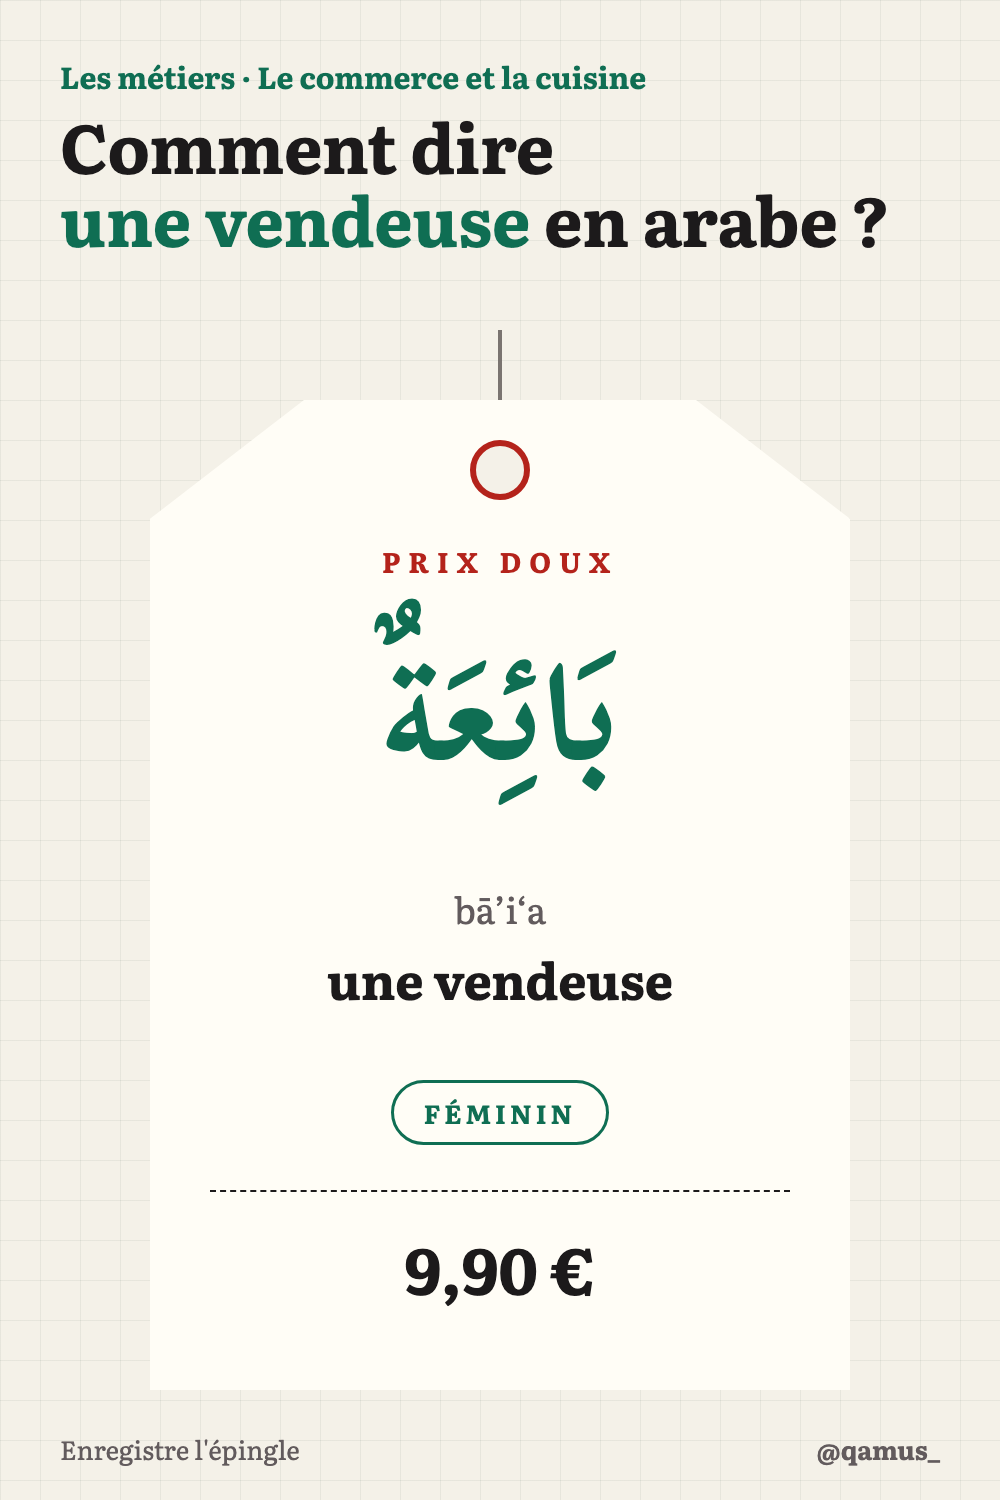 Les métiers · Le commerce et la cuisine
Comment dire
une vendeuse en arabe ?
PRIX DOUX
بَائِعَةٌ
bā’i‘a
une vendeuse
FÉMININ
9,90 €
Enregistre l'épingle
@qamus_